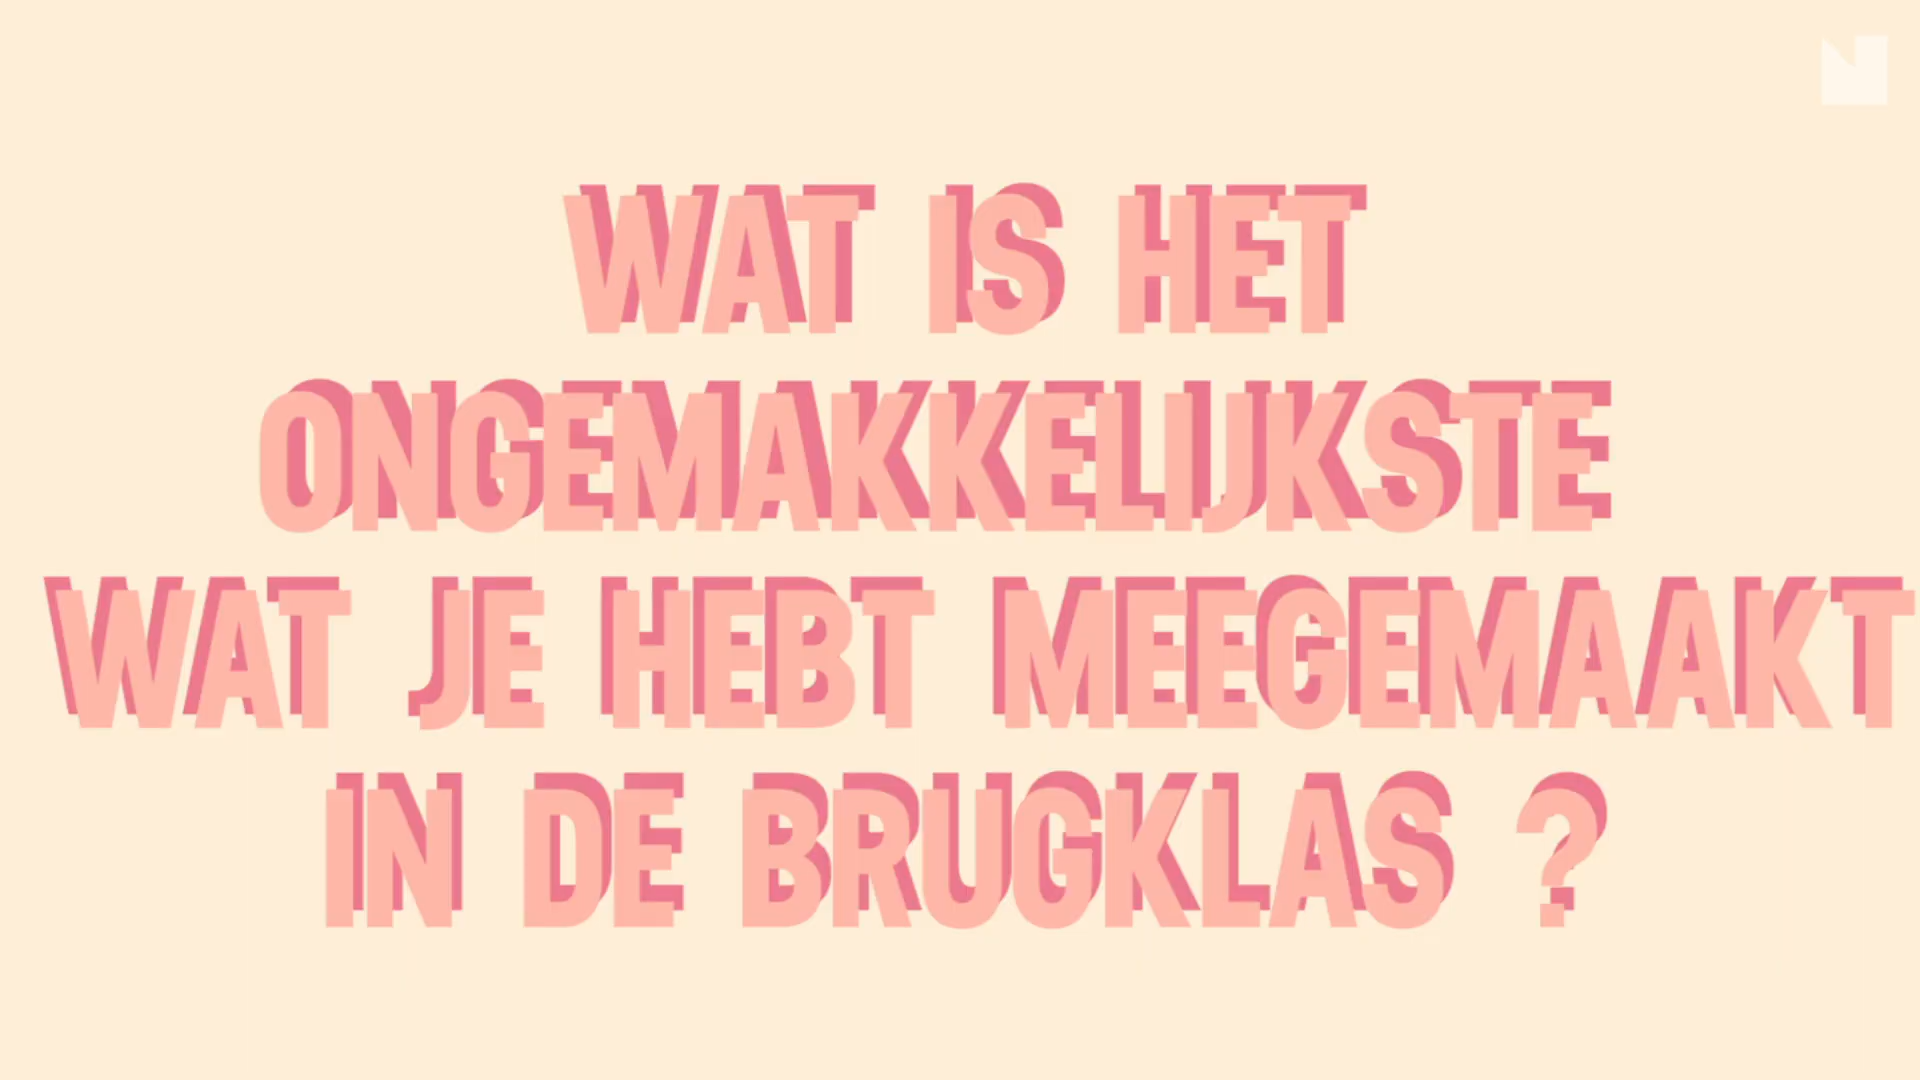 WAT IS HET
ONGEMAKKELIJKSTE
WAT JE HEBT MEEGEMAAKT
IN DE BRUGKLAS ?